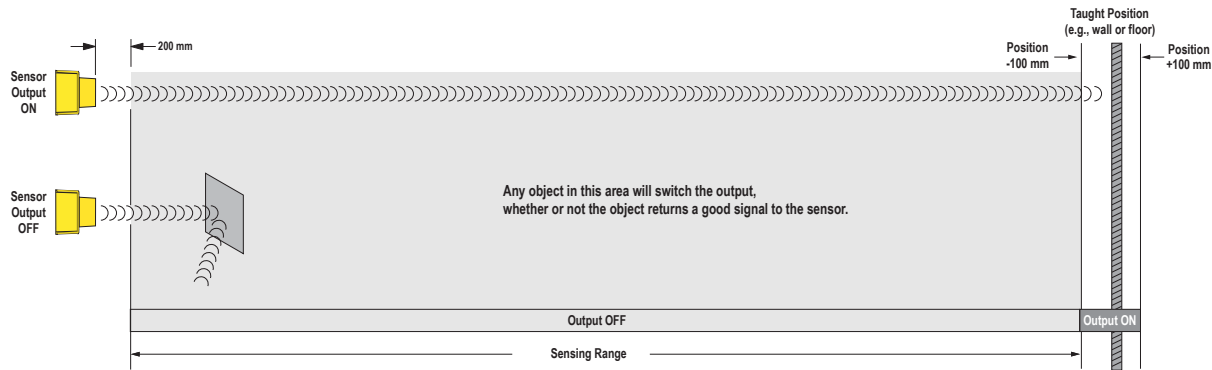 Taught Position
(e.g., wall or floor)
200 mm
Position
-100 mm
Position
+100 mm
Sensor
Output
ON
Sensor
Output
OFF
Any object in this area will switch the output,
whether or not the object returns a good signal to the sensor.
Output OFF
Output ON
Sensing Range